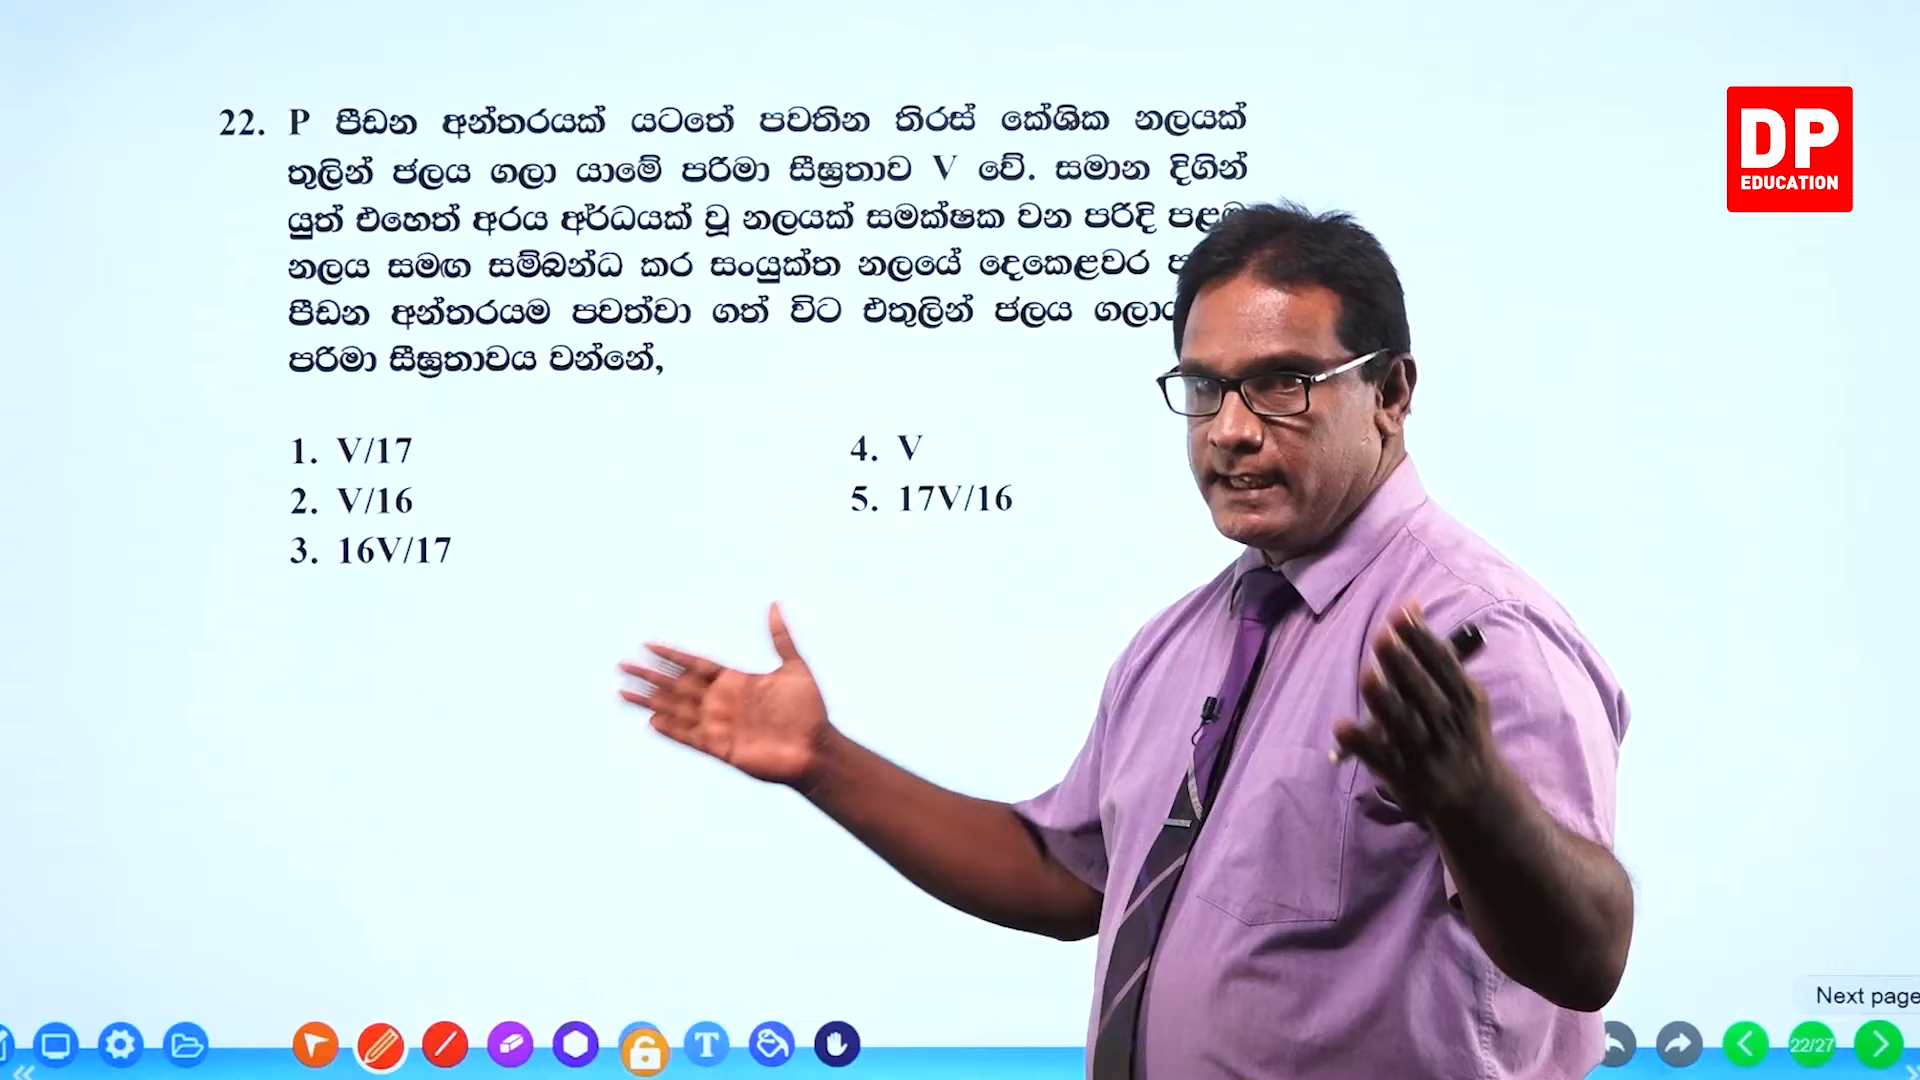 22. P පීඩන අන්තරයක් යටතේ පවතින තිරස් කේශික නලයක්
තුලින් ජලය ගලා යාමේ පරිමා සීඝ්‍රතාව V වේ. සමාන දිගින්
යුත් එහෙත් අරය අර්ධයක් වූ නලයක් සමක්ෂක වන පරිදි
නලය සමඟ සම්බන්ධ කර සංයුක්ත නලයේ දෙකෙළවර
පීඩන අන්තරයම පවත්වා ගත් විට එතුලින් ජලය
පරිමා සීඝ්‍රතාවය වන්නේ,
1. V/17
2. V/16
3. 16V/17
4. V
5. 17V/16
DP
EDUCATION
Next page
T
22/27